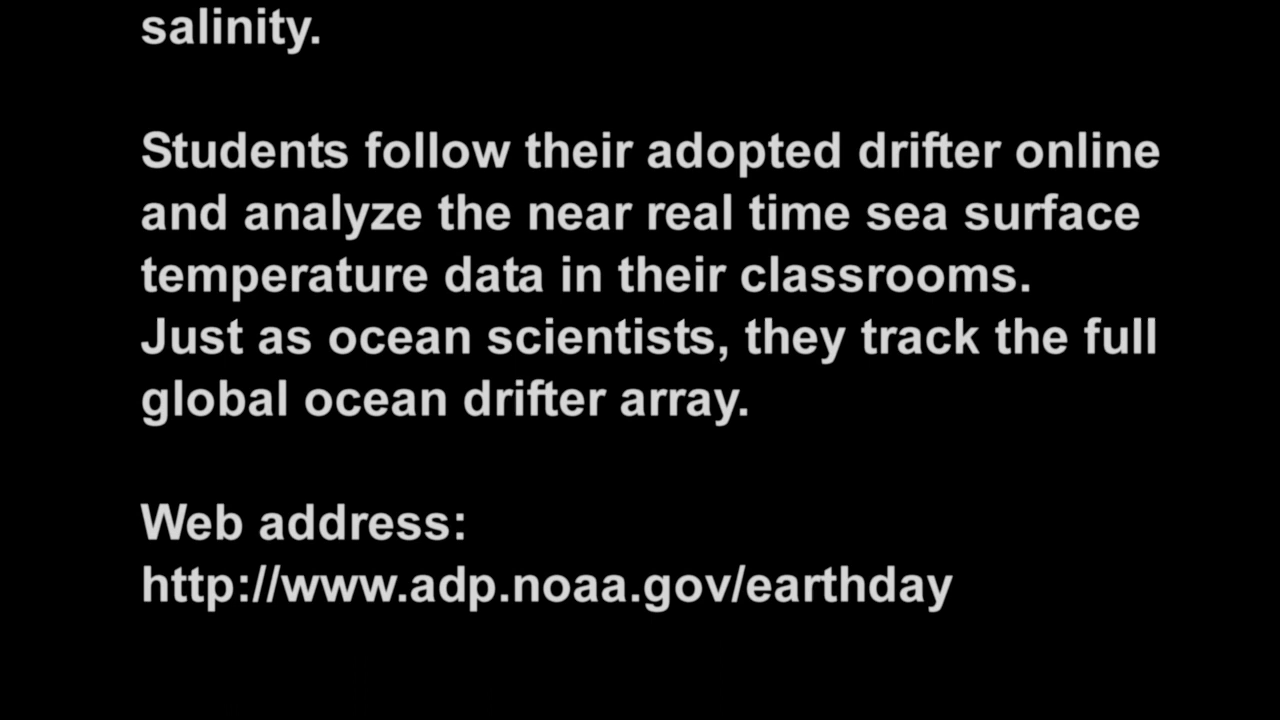 salinity.
Students follow their adopted drifter online
and analyze the near real time sea surface
temperature data in their classrooms.
Just as ocean scientists, they track the full
global ocean drifter array.
Web address:
http://www.adp.noaa.gov/earthday